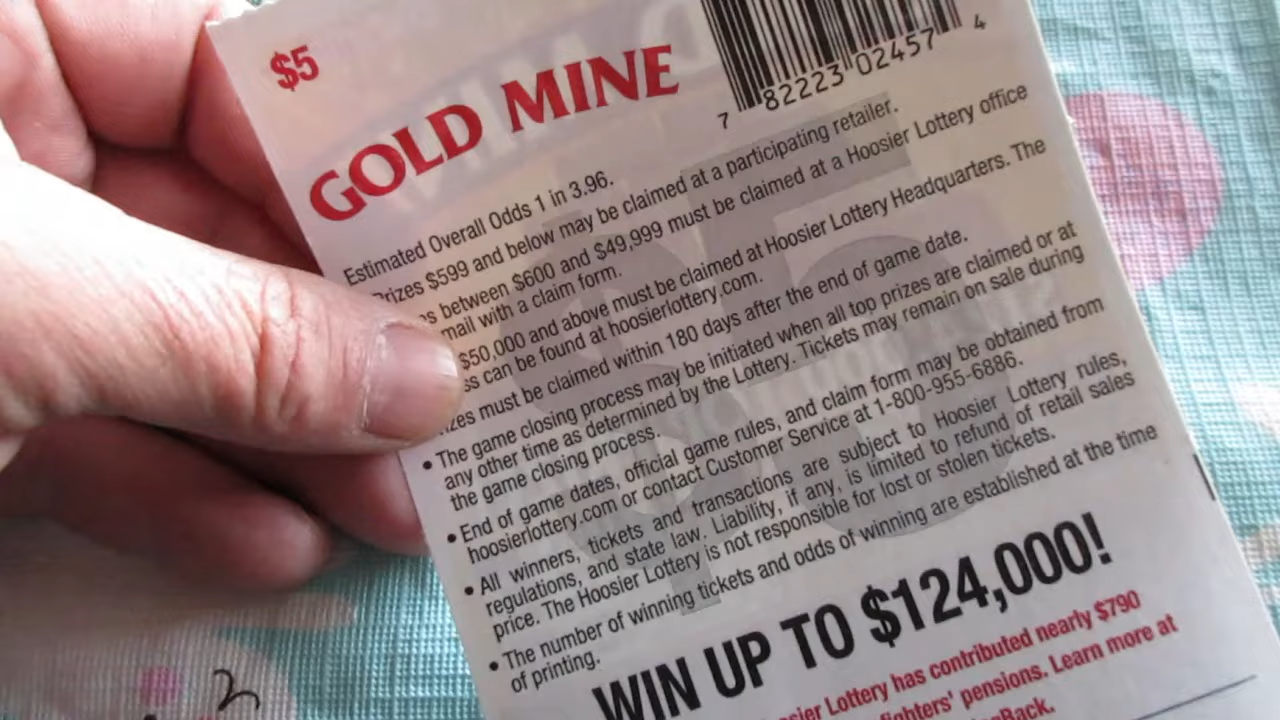 $5
GOLD MINE
7 82223 02457 4
Estimated Overall Odds 1 in 3.96.
$599 and below may be claimed at a participating retailer.
between $600 and $49,999 must be claimed at a Hoosier Lottery office
mail with a claim form.
$50,000 and above must be claimed at Hoosier Lottery Headquarters. The
can be found at hoosierlottery.com.
must be claimed within 180 days after the end of game date.
• The game closing process may be initiated when all top prizes are claimed or at
any other time as determined by the Lottery. Tickets may remain on sale during
the game closing process.
• End of game dates, official game rules, and claim form may be obtained from
hoosierlottery.com or contact Customer Service at 1-800-955-6886.
• All winners, tickets and transactions are subject to Hoosier Lottery rules,
regulations, and state law. Liability, if any, is limited to refund of retail sales
price. The Hoosier Lottery is not responsible for lost or stolen tickets.
• The number of winning tickets and odds of winning are established at the time
of printing.
WIN UP TO $124,000!
Lottery has contributed nearly $790
pensions. Learn more at